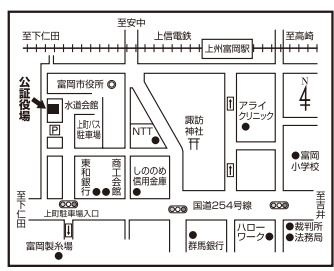 至安中
至下仁田
上信電鉄
上州富岡駅
至高崎
公証役場
富岡市役所
水道会館
P
上町バス
駐車場
NTT
諏訪
神社
アライ
クリニック
4
N
富岡
小学校
東和銀行
商工会館
しののめ
信用金庫
至下仁田
至吉井
国道254号線
上町駐車場入口
富岡製糸場
群馬銀行
ハロー
ワーク
裁判所
法務局